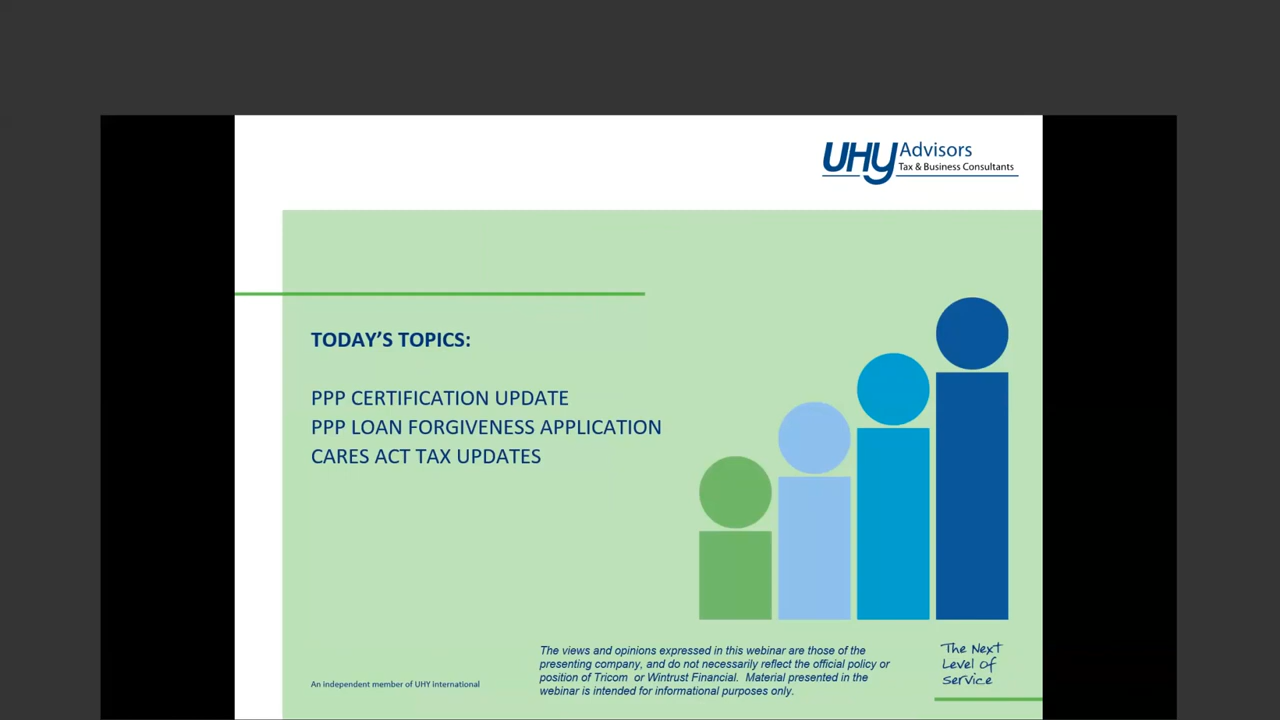 UHY Advisors
Tax & Business Consultants
TODAY'S TOPICS:
PPP CERTIFICATION UPDATE
PPP LOAN FORGIVENESS APPLICATION
CARES ACT TAX UPDATES
The views and opinions expressed in this webinar are those of the
presenting company, and do not necessarily reflect the official policy or
position of Tricom or Wintrust Financial. Material presented in the
webinar is intended for informational purposes only.
The Next
Level of
Service
An independent member of UHY International